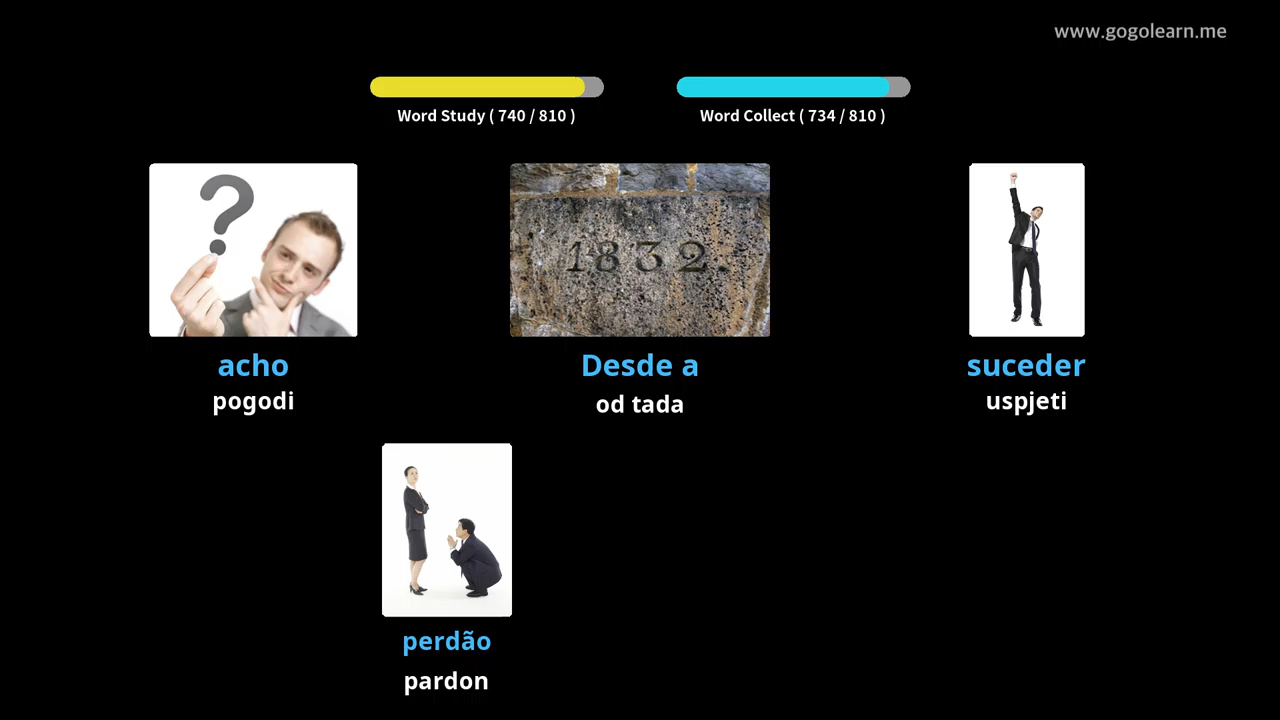 www.gogolearn.me
Word Study ( 740 / 810 )
Word Collect ( 734 / 810 )
1832.
acho
pogodi
Desde a
od tada
suceder
uspjeti
perdão
pardon